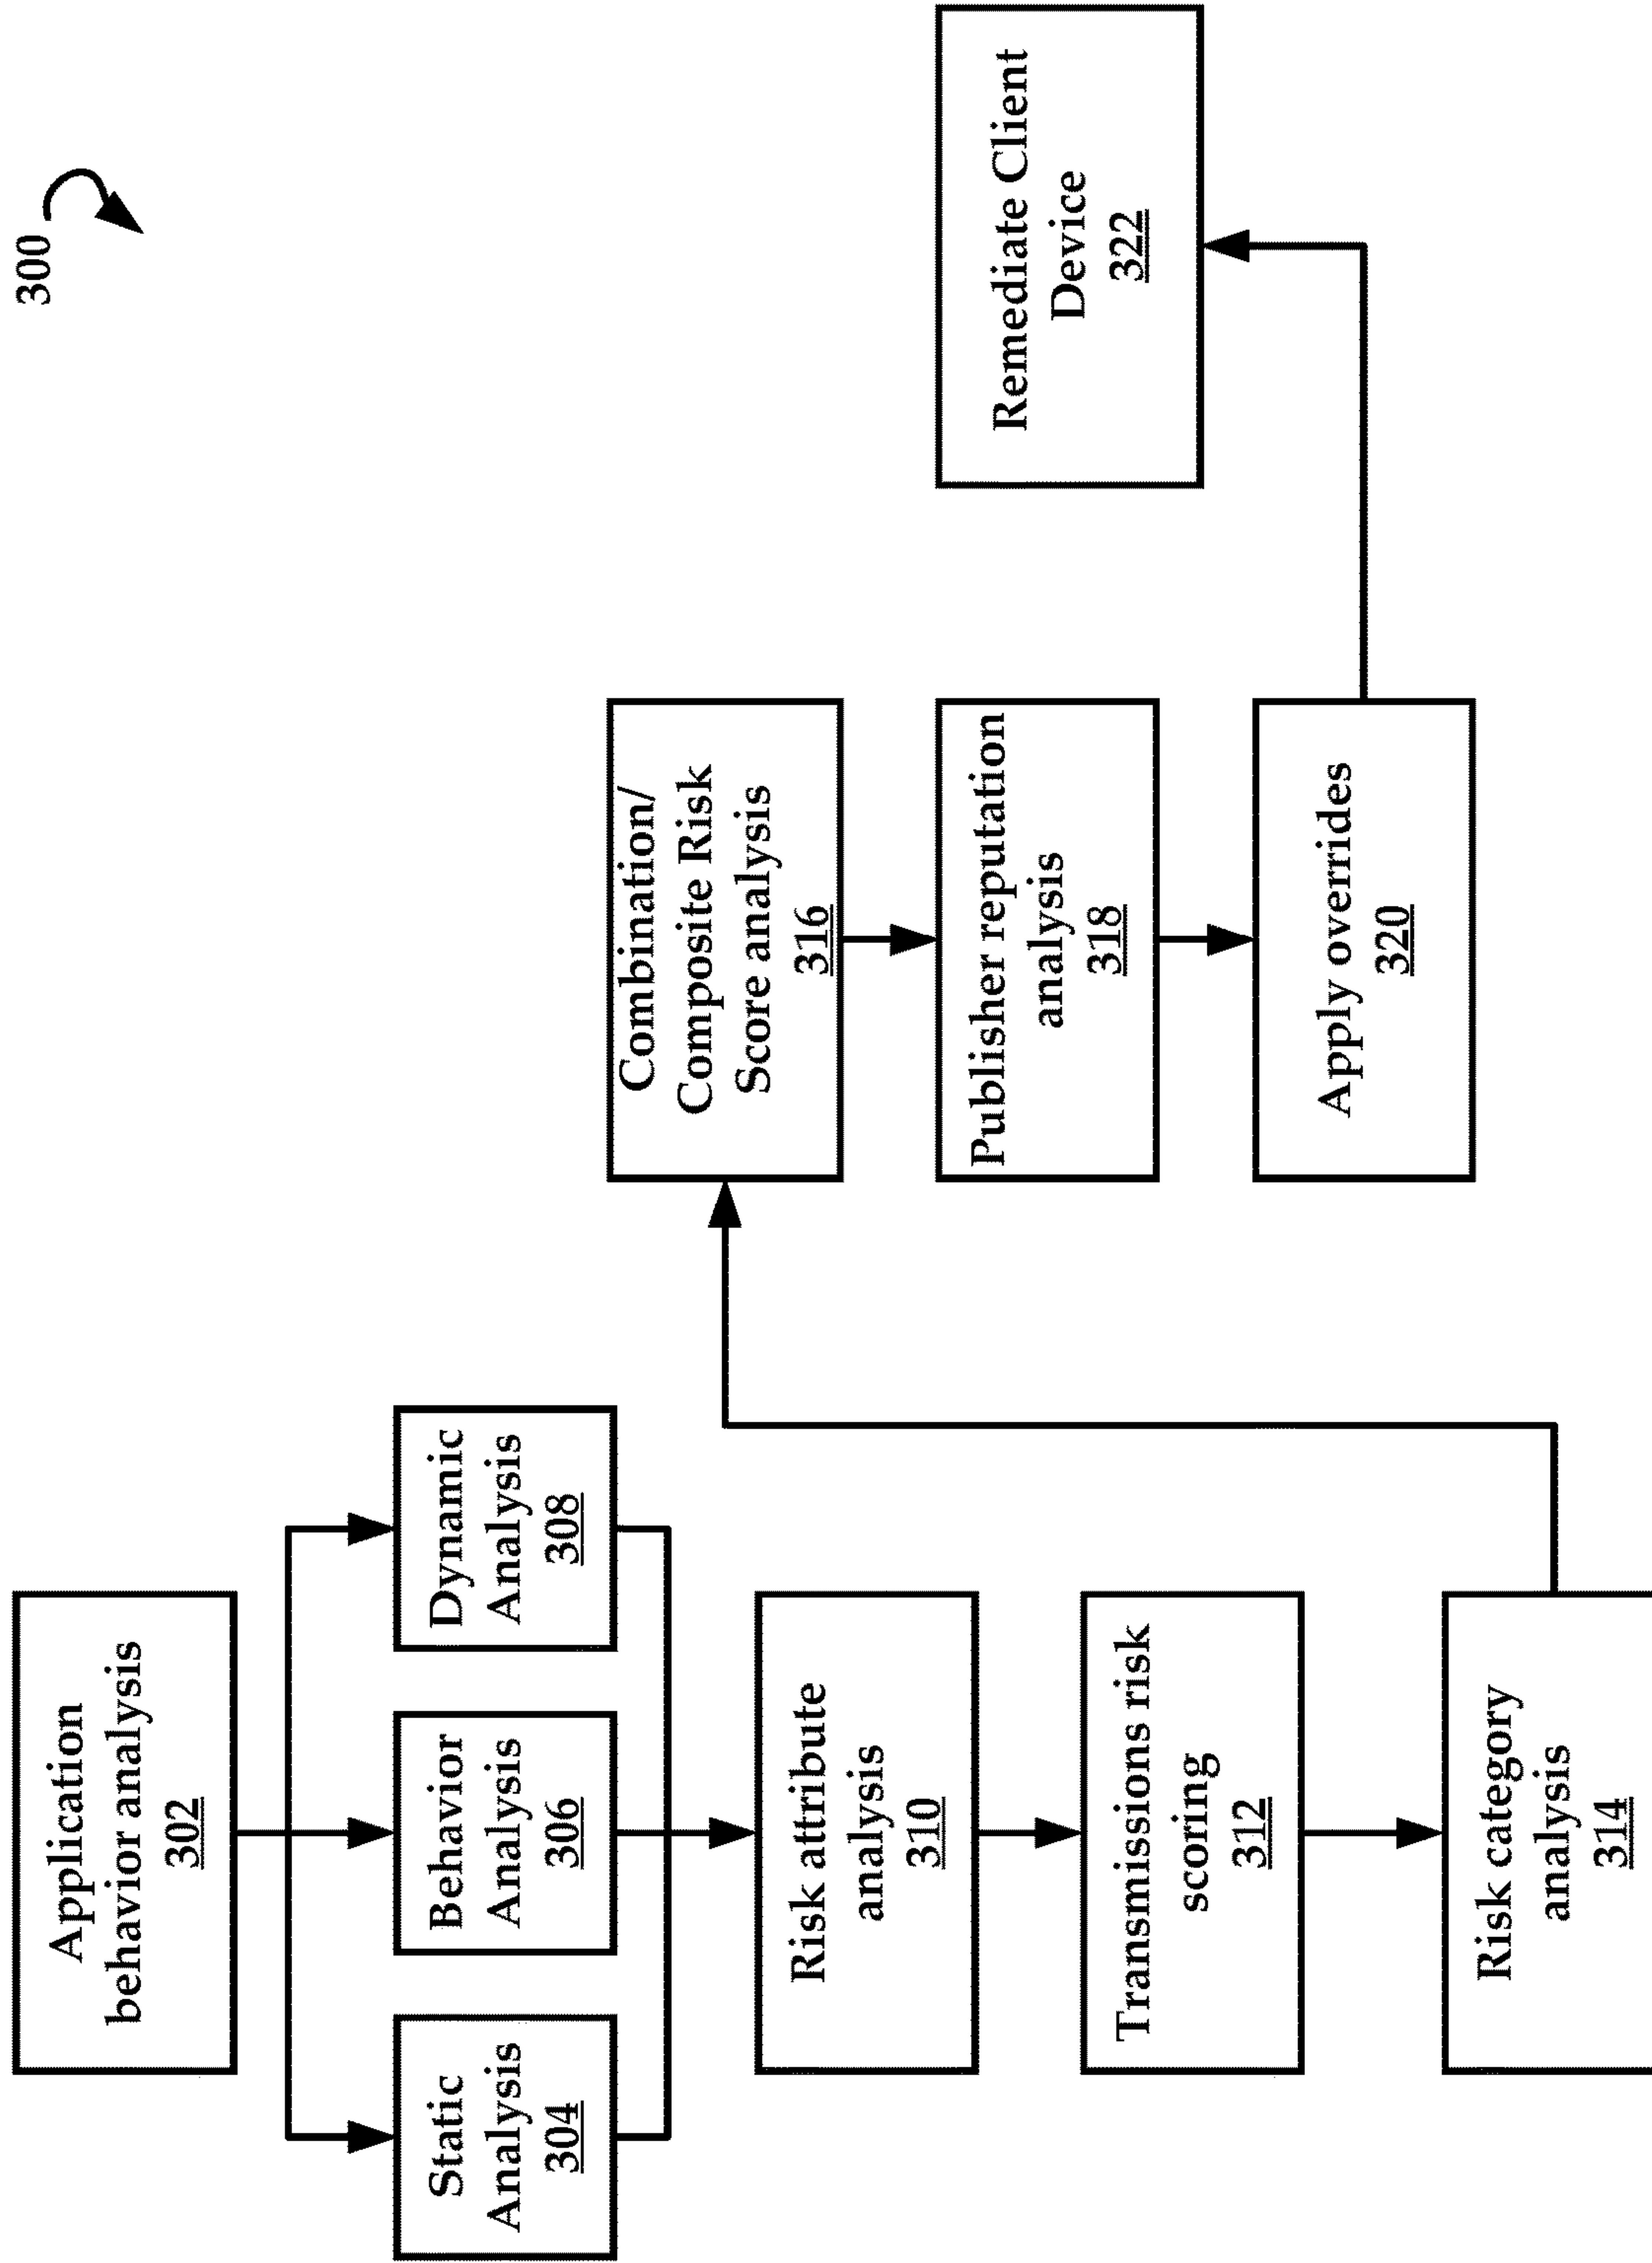 300
Application
behavior analysis
302
Static
Analysis
304
Behavior
Analysis
306
Dynamic
Analysis
308
Risk attribute
analysis
310
Transmissions risk
scoring
312
Risk category
analysis
314
Combination/
Composite Risk
Score analysis
316
Publisher reputation
analysis
318
Apply overrides
320
Remediate Client
Device
322